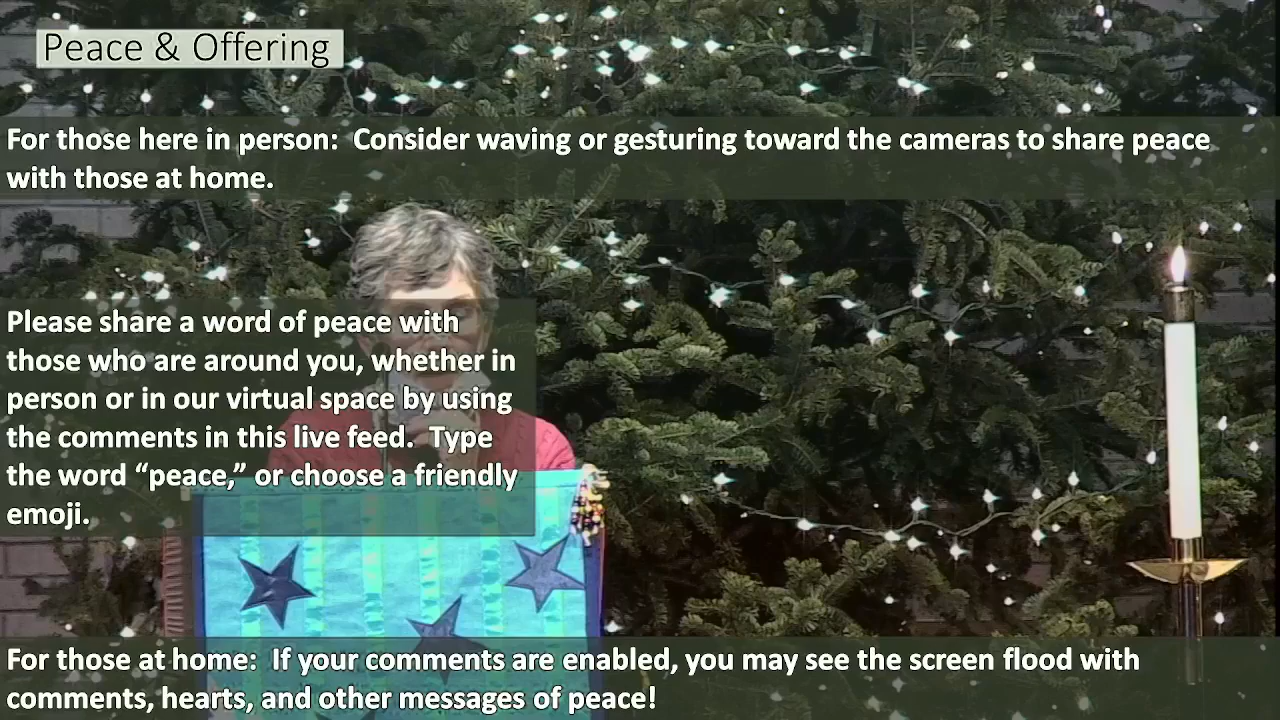 Peace & Offering
For those here in person:  Consider waving or gesturing toward the cameras to share peace
with those at home.
Please share a word of peace with
those who are around you, whether in
person or in our virtual space by using
the comments in this live feed.  Type
the word “peace,” or choose a friendly
emoji.
For those at home:  If your comments are enabled, you may see the screen flood with
comments, hearts, and other messages of peace!